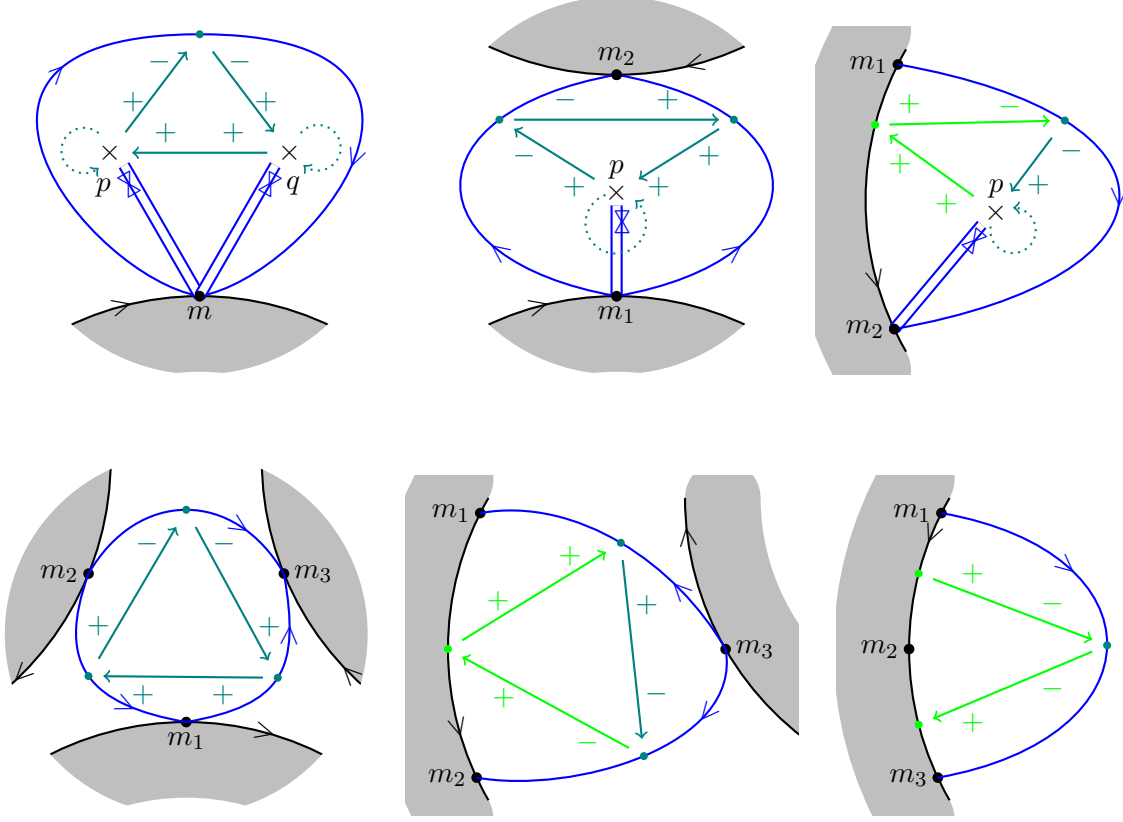 − −
+ +
+ +
p q
m
m₂
− +
− +
p
+ +
m₁
m₁
+ −
+ −
p
+ +
m₂
− −
m₂ m₃
+ +
+ +
m₁
m₁
+
+ +
m₃
+ −
−
m₂
m₁
+
−
m₂
−
+
m₃